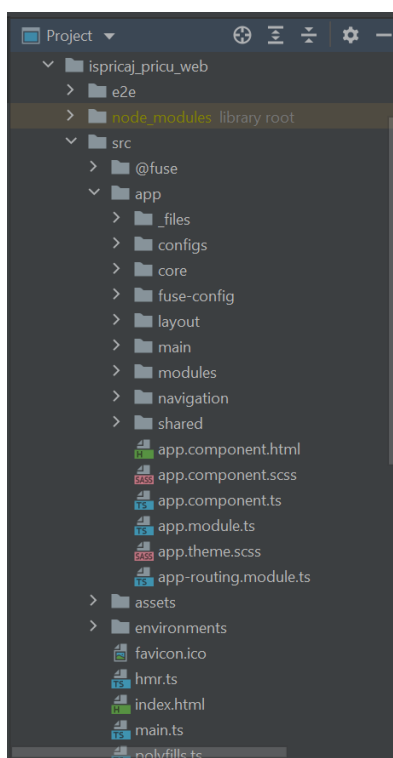 Project
ispricaj_pricu_web
e2e
node_modules library root
src
@fuse
app
_files
configs
core
fuse-config
layout
main
modules
navigation
shared
app.component.html
app.component.scss
app.component.ts
app.module.ts
app.theme.scss
app-routing.module.ts
assets
environments
favicon.ico
hmr.ts
index.html
main.ts
polyfills.ts